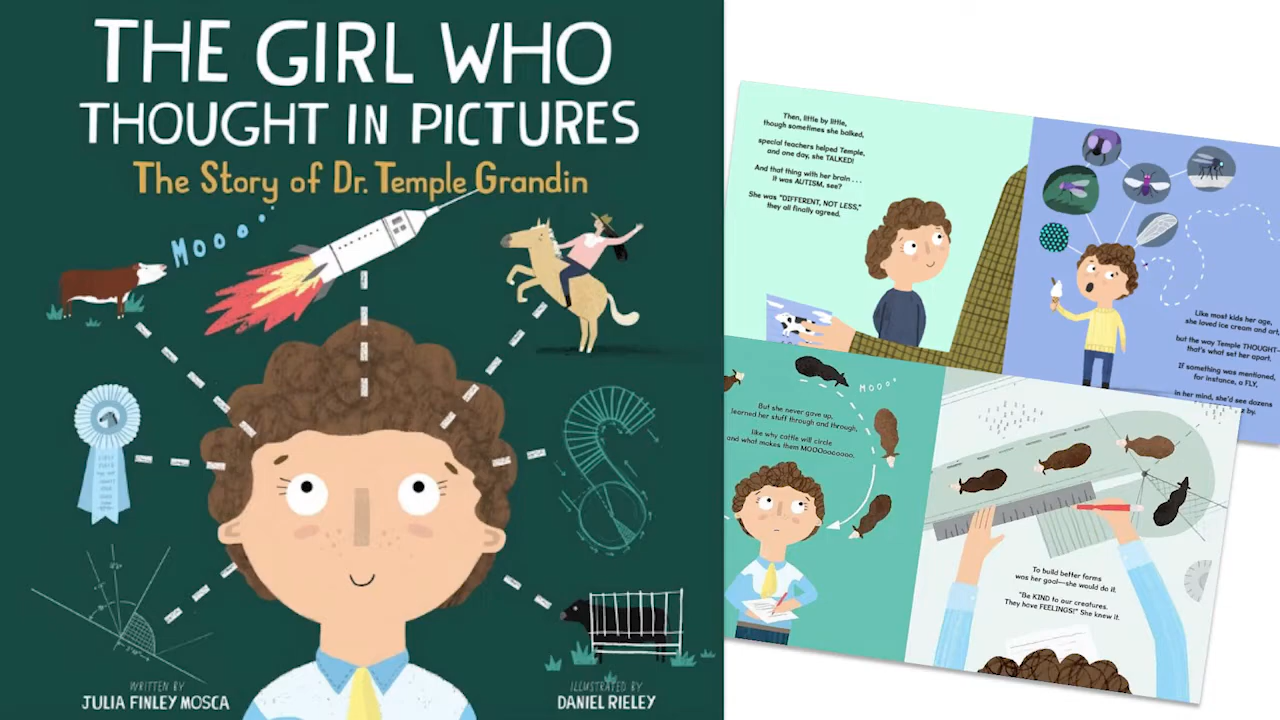 THE GIRL WHO
THOUGHT IN PICTURES
The Story of Dr. Temple Grandin
Mooo...
WRITTEN BY
JULIA FINLEY MOSCA
ILLUSTRATED BY
DANIEL RIELEY
Then, little by little,
though sometimes she balked,
special teachers helped Temple,
and one day, she TALKED!
And that thing with her brain . . .
it was AUTISM, see?
She was "DIFFERENT, NOT LESS,"
they all finally agreed.
Like most kids her age,
she loved ice cream and art,
but the way Temple THOUGHT—
that's what set her apart.
If something was mentioned,
for instance, a FLY,
in her mind, she'd see dozens
by.
MOOO'
But she never gave up,
learned her stuff through and through,
like why cattle will circle
and what makes them MOOOooooooo.
To build better farms
was her goal—she would do it.
"Be KIND to our creatures.
They have FEELINGS!" She knew it.